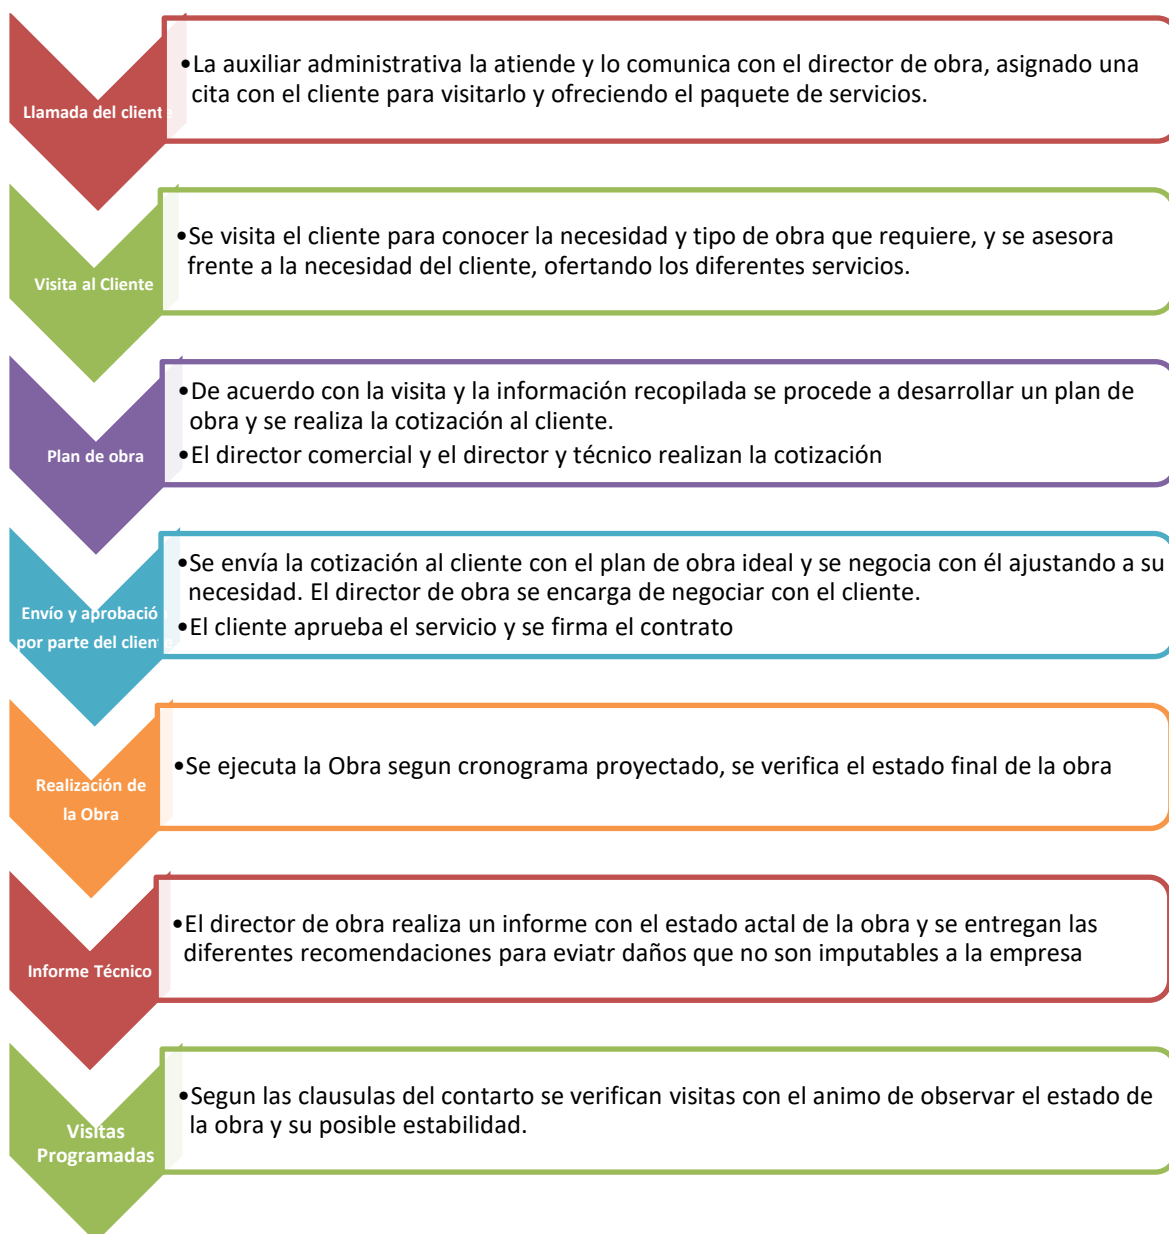 Llamada del cliente
•La auxiliar administrativa la atiende y lo comunica con el director de obra, asignado una
cita con el cliente para visitarlo y ofreciendo el paquete de servicios.
Visita al Cliente
•Se visita el cliente para conocer la necesidad y tipo de obra que requiere, y se asesora
frente a la necesidad del cliente, ofertando los diferentes servicios.
Plan de obra
•De acuerdo con la visita y la información recopilada se procede a desarrollar un plan de
obra y se realiza la cotización al cliente.
•El director comercial y el director y técnico realizan la cotización
Envío y aprobació
por parte del cliente
•Se envía la cotización al cliente con el plan de obra ideal y se negocia con él ajustando a su
necesidad. El director de obra se encarga de negociar con el cliente.
•El cliente aprueba el servicio y se firma el contrato
Realización de
la Obra
•Se ejecuta la Obra segun cronograma proyectado, se verifica el estado final de la obra
Informe Técnico
•El director de obra realiza un informe con el estado actal de la obra y se entregan las
diferentes recomendaciones para eviatr daños que no son imputables a la empresa
Visitas
Programadas
•Segun las clausulas del contarto se verifican visitas con el animo de observar el estado de
la obra y su posible estabilidad.